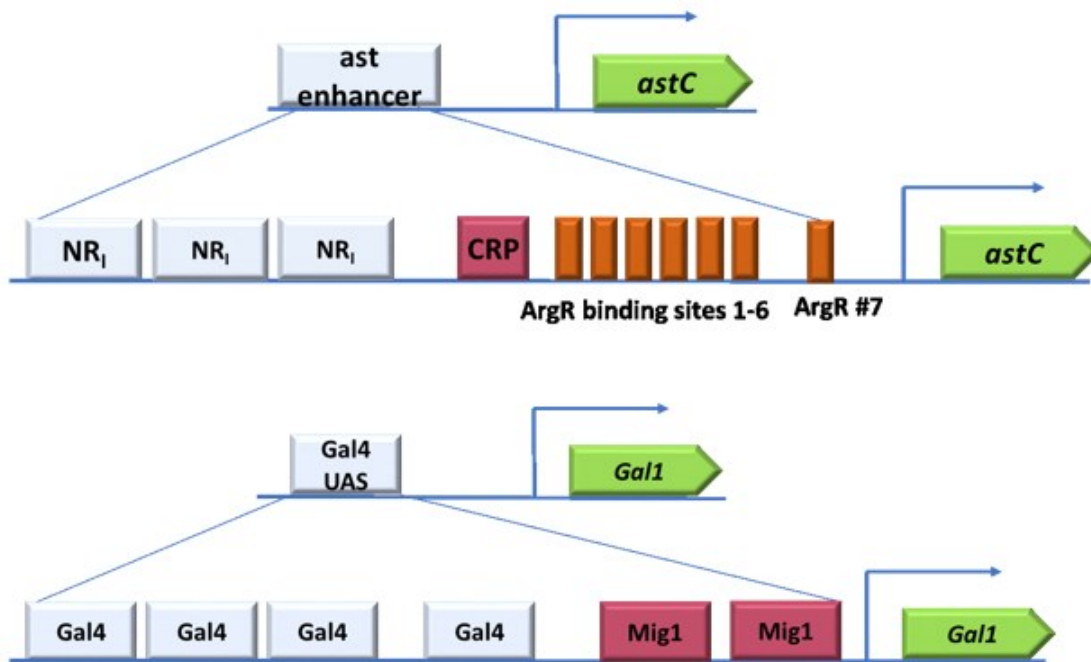 ast
enhancer
astC
NRI
NRI
NRI
CRP
astC
ArgR binding sites 1-6
ArgR #7
Gal4
UAS
Gal1
Gal4
Gal4
Gal4
Gal4
Mig1
Mig1
Gal1